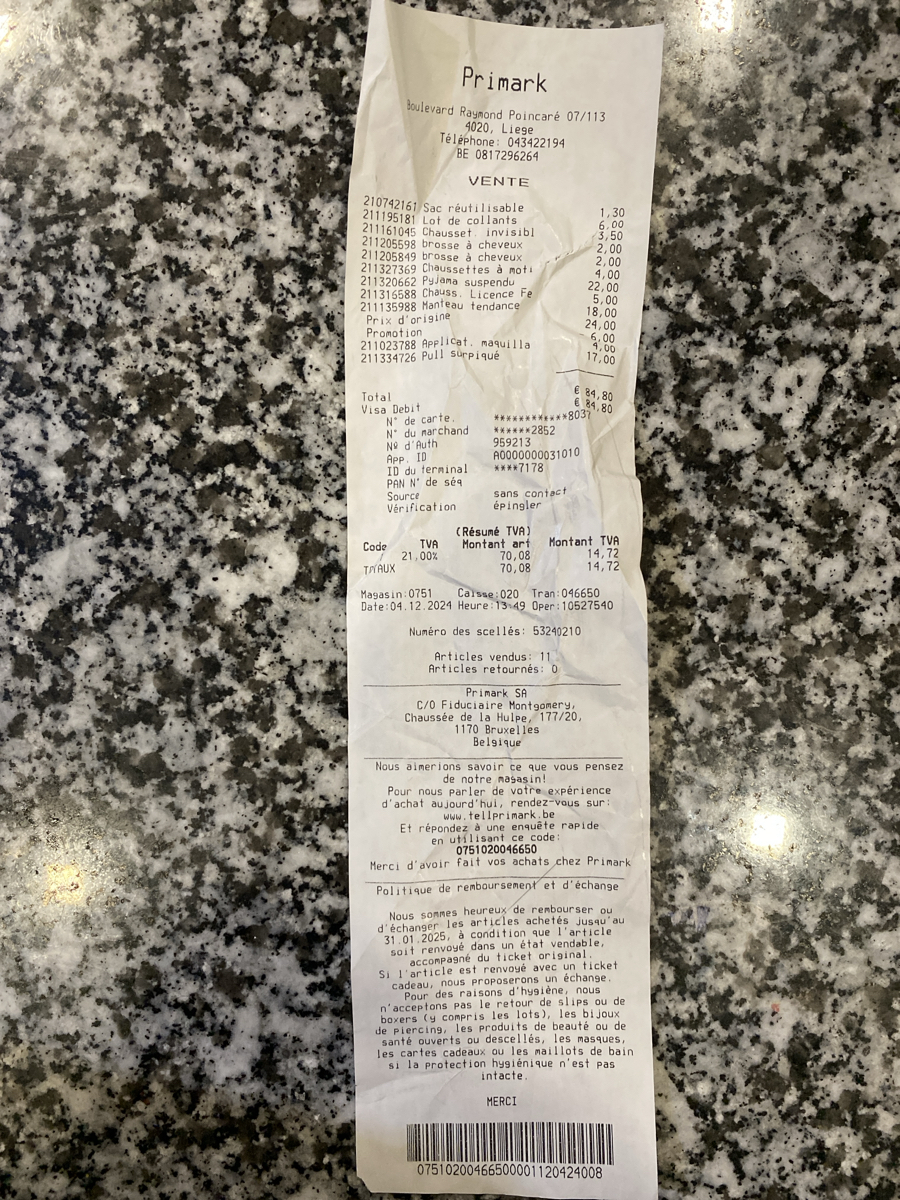 Primark
Boulevard Raymond Poincaré 07/113
4020, Liege
Téléphone: 043422194
BE 0817296264
VENTE
210742161 Sac réutilisable 1,30
211195181 Lot de collants 6,00
211161045 Chausset. invisibl 3,50
211205598 brosse à cheveux 2,00
211205849 brosse à cheveux 2,00
211327369 Chaussettes à moti 4,00
211320662 Pyjama suspendu 22,00
211316588 Chauss. Licence Fe 5,00
211135988 Manteau tendance 18,00
Prix d'origine 24,00
Promotion 6,00
211023788 Applicat. maquilla 4,00
211334726 Pull surpiqué 17,00
Total € 84,80
Visa Debit € 84,80
N° de carte. ************8037
N° du marchand ******2852
Nº d'Auth 959213
App. ID A0000000031010
ID du terminal ****7178
PAN N° de séq
Source sans contact
Vérification épingler
(Résumé TVA)
Code TVA Montant art Montant TVA
21,00% 70,08 14,72
70,08 14,72
Magasin:0751 Caisse:020 Tran:046650
Date:04.12.2024 Heure:13:49 Oper:10527540
Numéro des scellés: 53240210
Articles vendus: 11
Articles retournés: 0
Primark SA
C/O Fiduciaire Montgomery,
Chaussée de la Hulpe, 177/20,
1170 Bruxelles
Belgique
Nous aimerions savoir ce que vous pensez
de notre magasin!
Pour nous parler de votre expérience
d'achat aujourd'hui, rendez-vous sur:
www.tellprimark.be
Et répondez à une enquête rapide
en utilisant ce code:
0751020046650
Merci d'avoir fait vos achats chez Primark
Politique de remboursement et d'échange
Nous sommes heureux de rembourser ou
d'échanger les articles achetés jusqu'au
31.01.2025, à condition que l'article
soit renvoyé dans un état vendable,
accompagné du ticket original.
Si l'article est renvoyé avec un ticket
cadeau, nous proposerons un échange.
Pour des raisons d'hygiène, nous
n'acceptons pas le retour de slips ou de
boxers (y compris les lots), les bijoux
de piercing, les produits de beauté ou de
santé ouverts ou descellés, les masques,
les cartes cadeaux ou les maillots de bain
si la protection hygiénique n'est pas
intacte.
MERCI
07510200466500001120424008